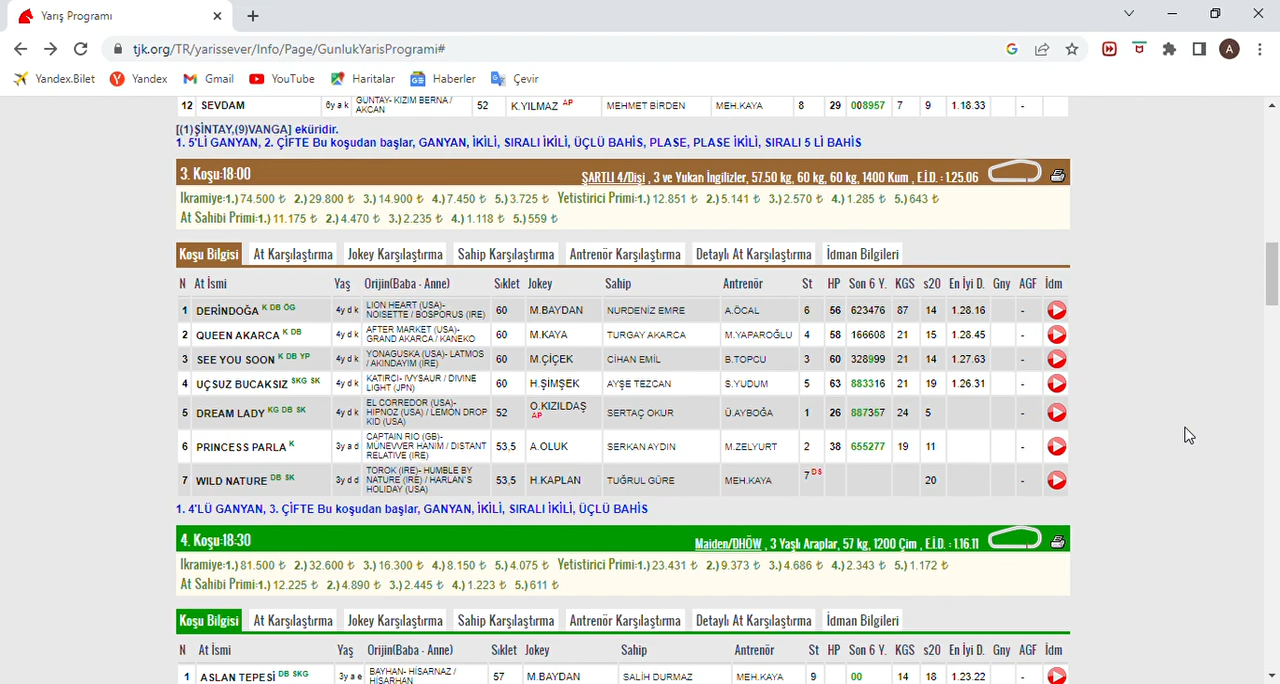 Yarış Programı
tjk.org/TR/yarissever/Info/Page/GunlukYarisProgrami#
A
Yandex.Bilet Yandex Gmail YouTube Haritalar Haberler Çevir
12 SEVDAM 6y a k GÜNTAY- KIZIM BERNA / AKCAN 52 K.YILMAZ AP MEHMET BİRDEN MEH.KAYA 8 29 008957 7 9 1.18.33 -
[(1)ŞİNTAY,(9)VANGA] eküridir.
1. 5'Lİ GANYAN, 2. ÇİFTE Bu koşudan başlar, GANYAN, İKİLİ, SIRALI İKİLİ, ÜÇLÜ BAHİS, PLASE, PLASE İKİLİ, SIRALI 5 Lİ BAHİS
3. Koşu:18:00 ŞARTLI 4/Dişi , 3 ve Yukarı İngilizler, 57.50 kg, 60 kg, 60 kg, 1400 Kum , E.İ.D. : 1.25.06
İkramiye:1.) 74.500 ₺ 2.) 29.800 ₺ 3.) 14.900 ₺ 4.) 7.450 ₺ 5.) 3.725 ₺ Yetistirici Primi:1.) 12.851 ₺ 2.) 5.141 ₺ 3.) 2.570 ₺ 4.) 1.285 ₺ 5.) 643 ₺
At Sahibi Primi:1.) 11.175 ₺ 2.) 4.470 ₺ 3.) 2.235 ₺ 4.) 1.118 ₺ 5.) 559 ₺
Koşu Bilgisi At Karşılaştırma Jokey Karşılaştırma Sahip Karşılaştırma Antrenör Karşılaştırma Detaylı At Karşılaştırma İdman Bilgileri
N At İsmi Yaş Orijin(Baba - Anne) Sıklet Jokey Sahip Antrenör St HP Son 6 Y. KGS s20 En İyi D. Gny AGF İdm
1 DERİNDOĞA K DB ÖG 4y d k LION HEART (USA)- NOISETTE / BOSPORUS (IRE) 60 M.BAYDAN NURDENİZ EMRE A.ÖCAL 6 56 623476 87 14 1.28.16 -
2 QUEEN AKARCA K DB 4y d k AFTER MARKET (USA)- GRAND AKARCA / KANEKO 60 M.KAYA TURGAY AKARCA M.YAPAROĞLU 4 58 166608 21 15 1.28.45 -
3 SEE YOU SOON K DB YP 4y d k YONAGUSKA (USA)- LATMOS / AKINDAYIM (IRE) 60 M.ÇİÇEK CİHAN EMİL B.TOPCU 3 60 328999 21 14 1.27.63 -
4 UÇSUZ BUCAKSIZ SKG SK 4y d k KATIRCI- IVYSAUR / DIVINE LIGHT (JPN) 60 H.ŞİMŞEK AYŞE TEZCAN S.YUDUM 5 63 883316 21 19 1.26.31 -
5 DREAM LADY KG DB SK 4y d k EL CORREDOR (USA)- HIPNOZ (USA) / LEMON DROP KID (USA) 52 O.KIZILDAŞ AP SERTAÇ OKUR Ü.AYBOĞA 1 26 887357 24 5 -
6 PRINCESS PARLA K 3y a d CAPTAIN RIO (GB)- MÜNEVVER HANIM / DISTANT RELATIVE (IRE) 53,5 A.OLUK SERKAN AYDIN M.ZELYURT 2 38 655277 19 11 -
7 WILD NATURE DB SK 3y d d TOROK (IRE)- HUMBLE BY NATURE (IRE) / HARLAN'S HOLIDAY (USA) 53,5 H.KAPLAN TUĞRUL GÜRE MEH.KAYA 7 DS 20 -
1. 4'LÜ GANYAN, 3. ÇİFTE Bu koşudan başlar, GANYAN, İKİLİ, SIRALI İKİLİ, ÜÇLÜ BAHİS
4. Koşu:18:30 Maiden/DHÖW , 3 Yaşlı Araplar, 57 kg, 1200 Çim , E.İ.D. : 1.16.11
İkramiye:1.) 81.500 ₺ 2.) 32.600 ₺ 3.) 16.300 ₺ 4.) 8.150 ₺ 5.) 4.075 ₺ Yetistirici Primi:1.) 23.431 ₺ 2.) 9.373 ₺ 3.) 4.686 ₺ 4.) 2.343 ₺ 5.) 1.172 ₺
At Sahibi Primi:1.) 12.225 ₺ 2.) 4.890 ₺ 3.) 2.445 ₺ 4.) 1.223 ₺ 5.) 611 ₺
Koşu Bilgisi At Karşılaştırma Jokey Karşılaştırma Sahip Karşılaştırma Antrenör Karşılaştırma Detaylı At Karşılaştırma İdman Bilgileri
N At İsmi Yaş Orijin(Baba - Anne) Sıklet Jokey Sahip Antrenör St HP Son 6 Y. KGS s20 En İyi D. Gny AGF İdm
1 ASLAN TEPESİ DB SKG 3y a e BAYHAN- HİSARNAZ / HİSARHAN 57 M.BAYDAN SALİH DURMAZ MEH.KAYA 9 00 14 18 1.23.22 -